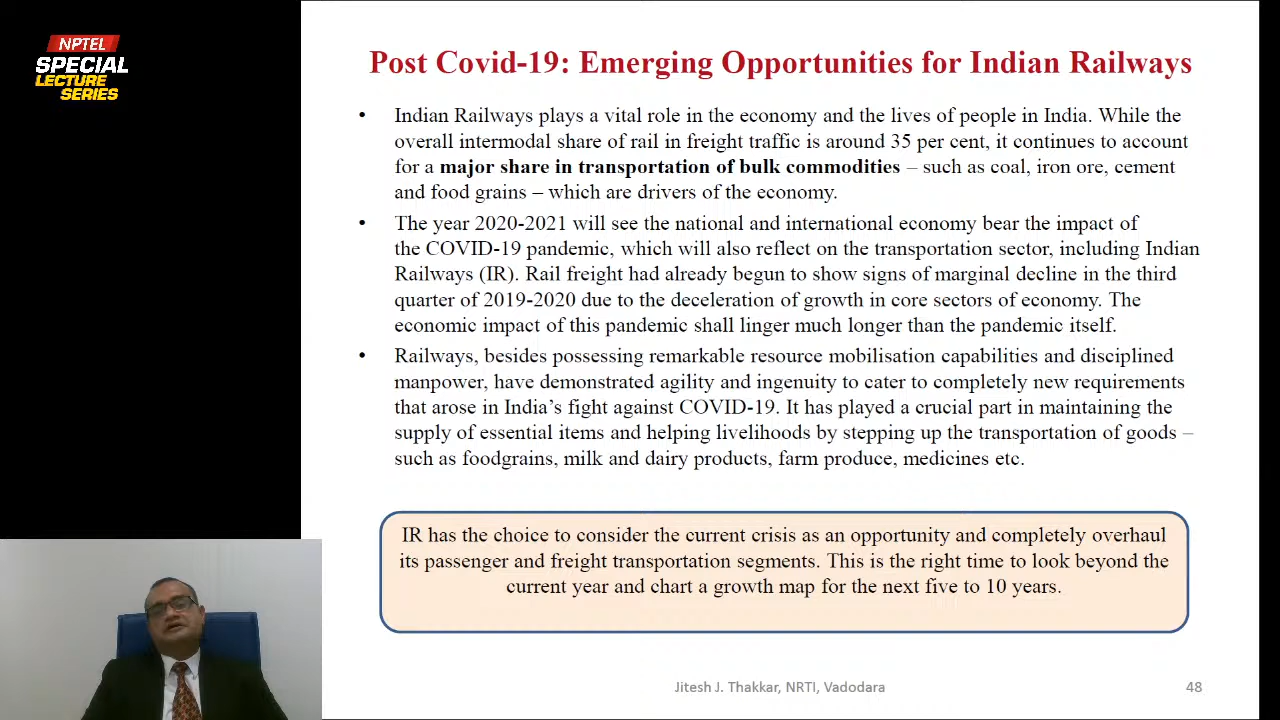 NPTEL
SPECIAL
LECTURE
SERIES
Post Covid-19: Emerging Opportunities for Indian Railways
• Indian Railways plays a vital role in the economy and the lives of people in India. While the
overall intermodal share of rail in freight traffic is around 35 per cent, it continues to account
for a major share in transportation of bulk commodities – such as coal, iron ore, cement
and food grains – which are drivers of the economy.
• The year 2020-2021 will see the national and international economy bear the impact of
the COVID-19 pandemic, which will also reflect on the transportation sector, including Indian
Railways (IR). Rail freight had already begun to show signs of marginal decline in the third
quarter of 2019-2020 due to the deceleration of growth in core sectors of economy. The
economic impact of this pandemic shall linger much longer than the pandemic itself.
• Railways, besides possessing remarkable resource mobilisation capabilities and disciplined
manpower, have demonstrated agility and ingenuity to cater to completely new requirements
that arose in India’s fight against COVID-19. It has played a crucial part in maintaining the
supply of essential items and helping livelihoods by stepping up the transportation of goods –
such as foodgrains, milk and dairy products, farm produce, medicines etc.
IR has the choice to consider the current crisis as an opportunity and completely overhaul
its passenger and freight transportation segments. This is the right time to look beyond the
current year and chart a growth map for the next five to 10 years.
Jitesh J. Thakkar, NRTI, Vadodara
48